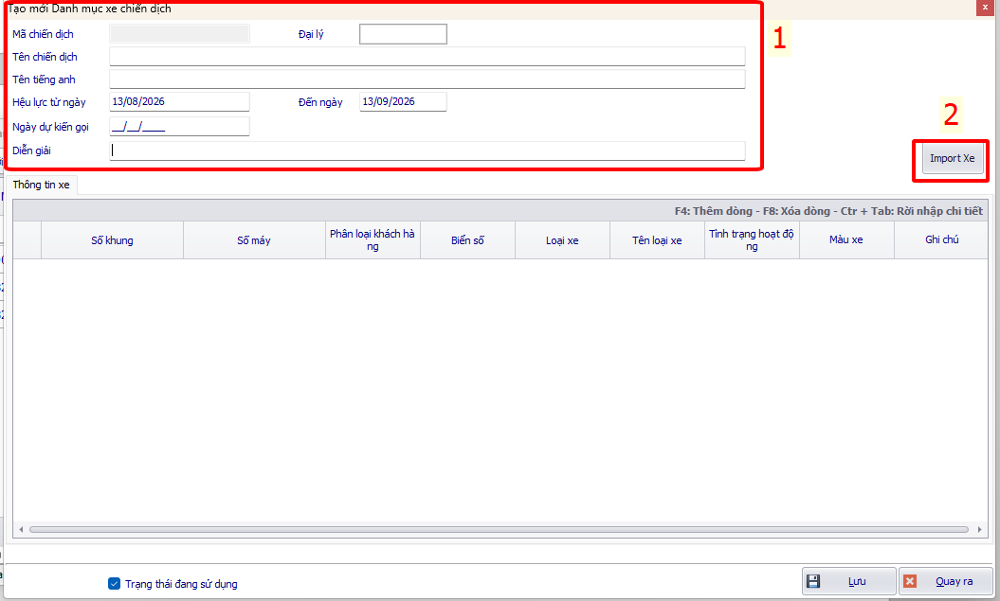 Tạo mới Danh mục xe chiến dịch
Mã chiến dịch
Đại lý
1
Tên chiến dịch
Tên tiếng anh
Hệu lực từ ngày 13/08/2026
Đến ngày 13/09/2026
Ngày dự kiến gọi __/__/____
2
Diễn giải
Import Xe
Thông tin xe
F4: Thêm dòng - F8: Xóa dòng - Ctr + Tab: Rời nhập chi tiết
Số khung
Số máy
Phân loại khách hà
ng
Biển số
Loại xe
Tên loại xe
Tình trạng hoạt độ
ng
Màu xe
Ghi chú
Trạng thái đang sử dụng
Lưu
Quay ra